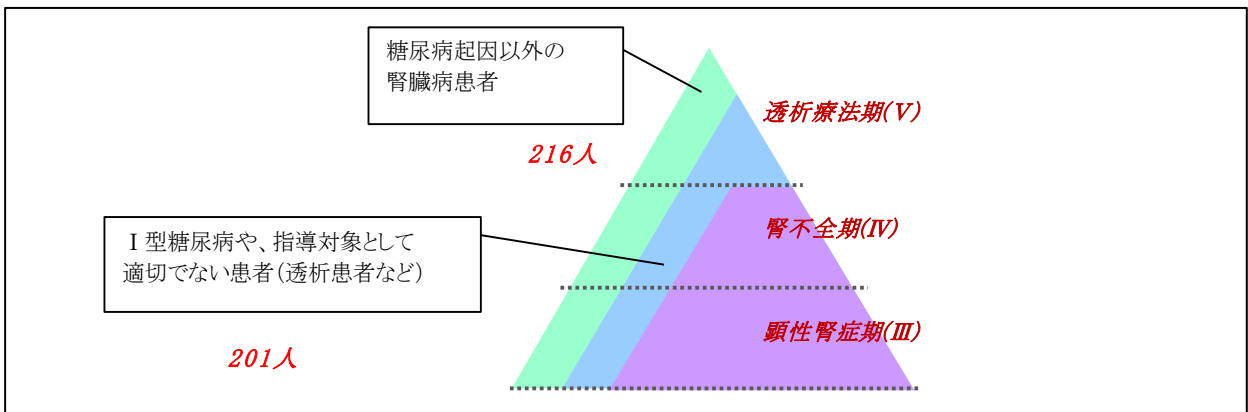 糖尿病起因以外の
腎臓病患者
透析療法期(Ⅴ)
216人
腎不全期(Ⅳ)
Ⅰ型糖尿病や、指導対象として
適切でない患者(透析患者など)
顕性腎症期(Ⅲ)
201人